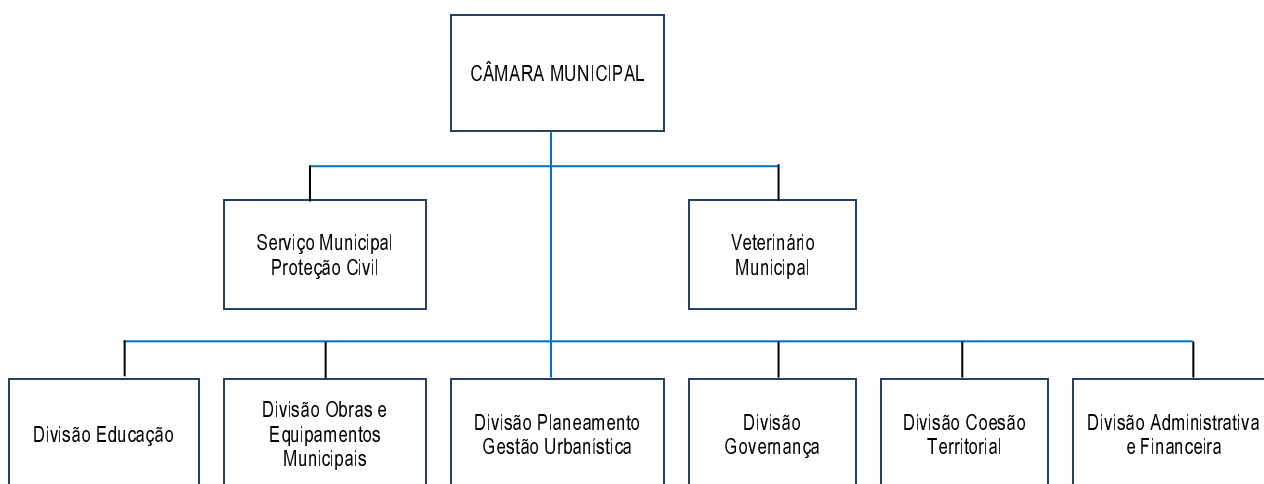 CÂMARA MUNICIPAL
Serviço Municipal
Proteção Civil
Veterinário
Municipal
Divisão Educação
Divisão Obras e
Equipamentos
Municipais
Divisão Planeamento
Gestão Urbanística
Divisão
Governança
Divisão Coesão
Territorial
Divisão Administrativa
e Financeira